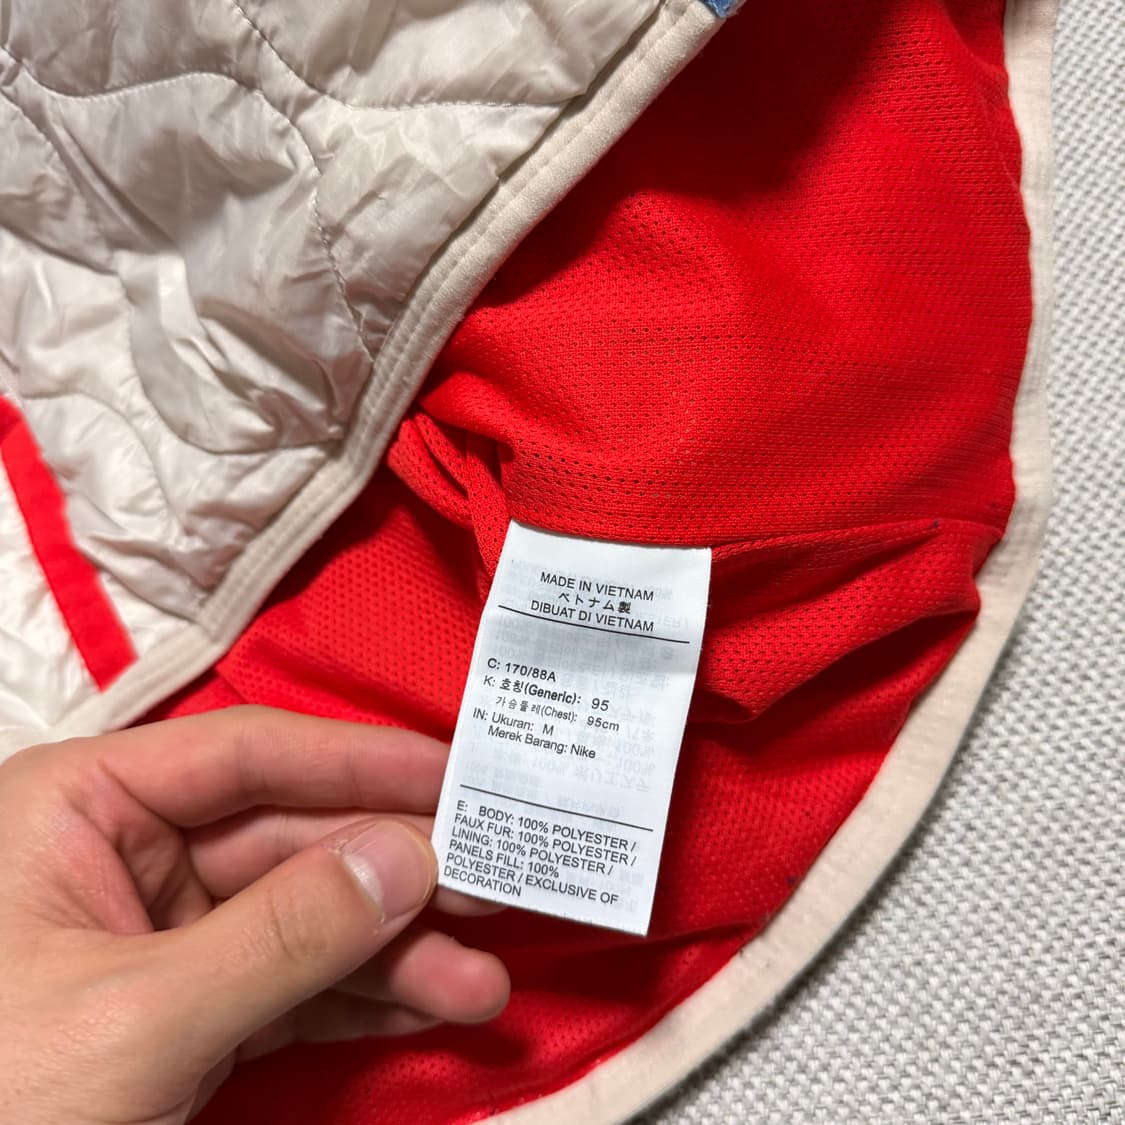 MADE IN VIETNAM
ベトナム製
DIBUAT DI VIETNAM
C: 170/88A
K: 호칭(Generic): 95
가슴둘레(Chest): 95cm
IN: Ukuran: M
Merek Barang: Nike
E: BODY: 100% POLYESTER /
FAUX FUR: 100% POLYESTER /
LINING: 100% POLYESTER /
PANELS FILL: 100%
POLYESTER / EXCLUSIVE OF
DECORATION